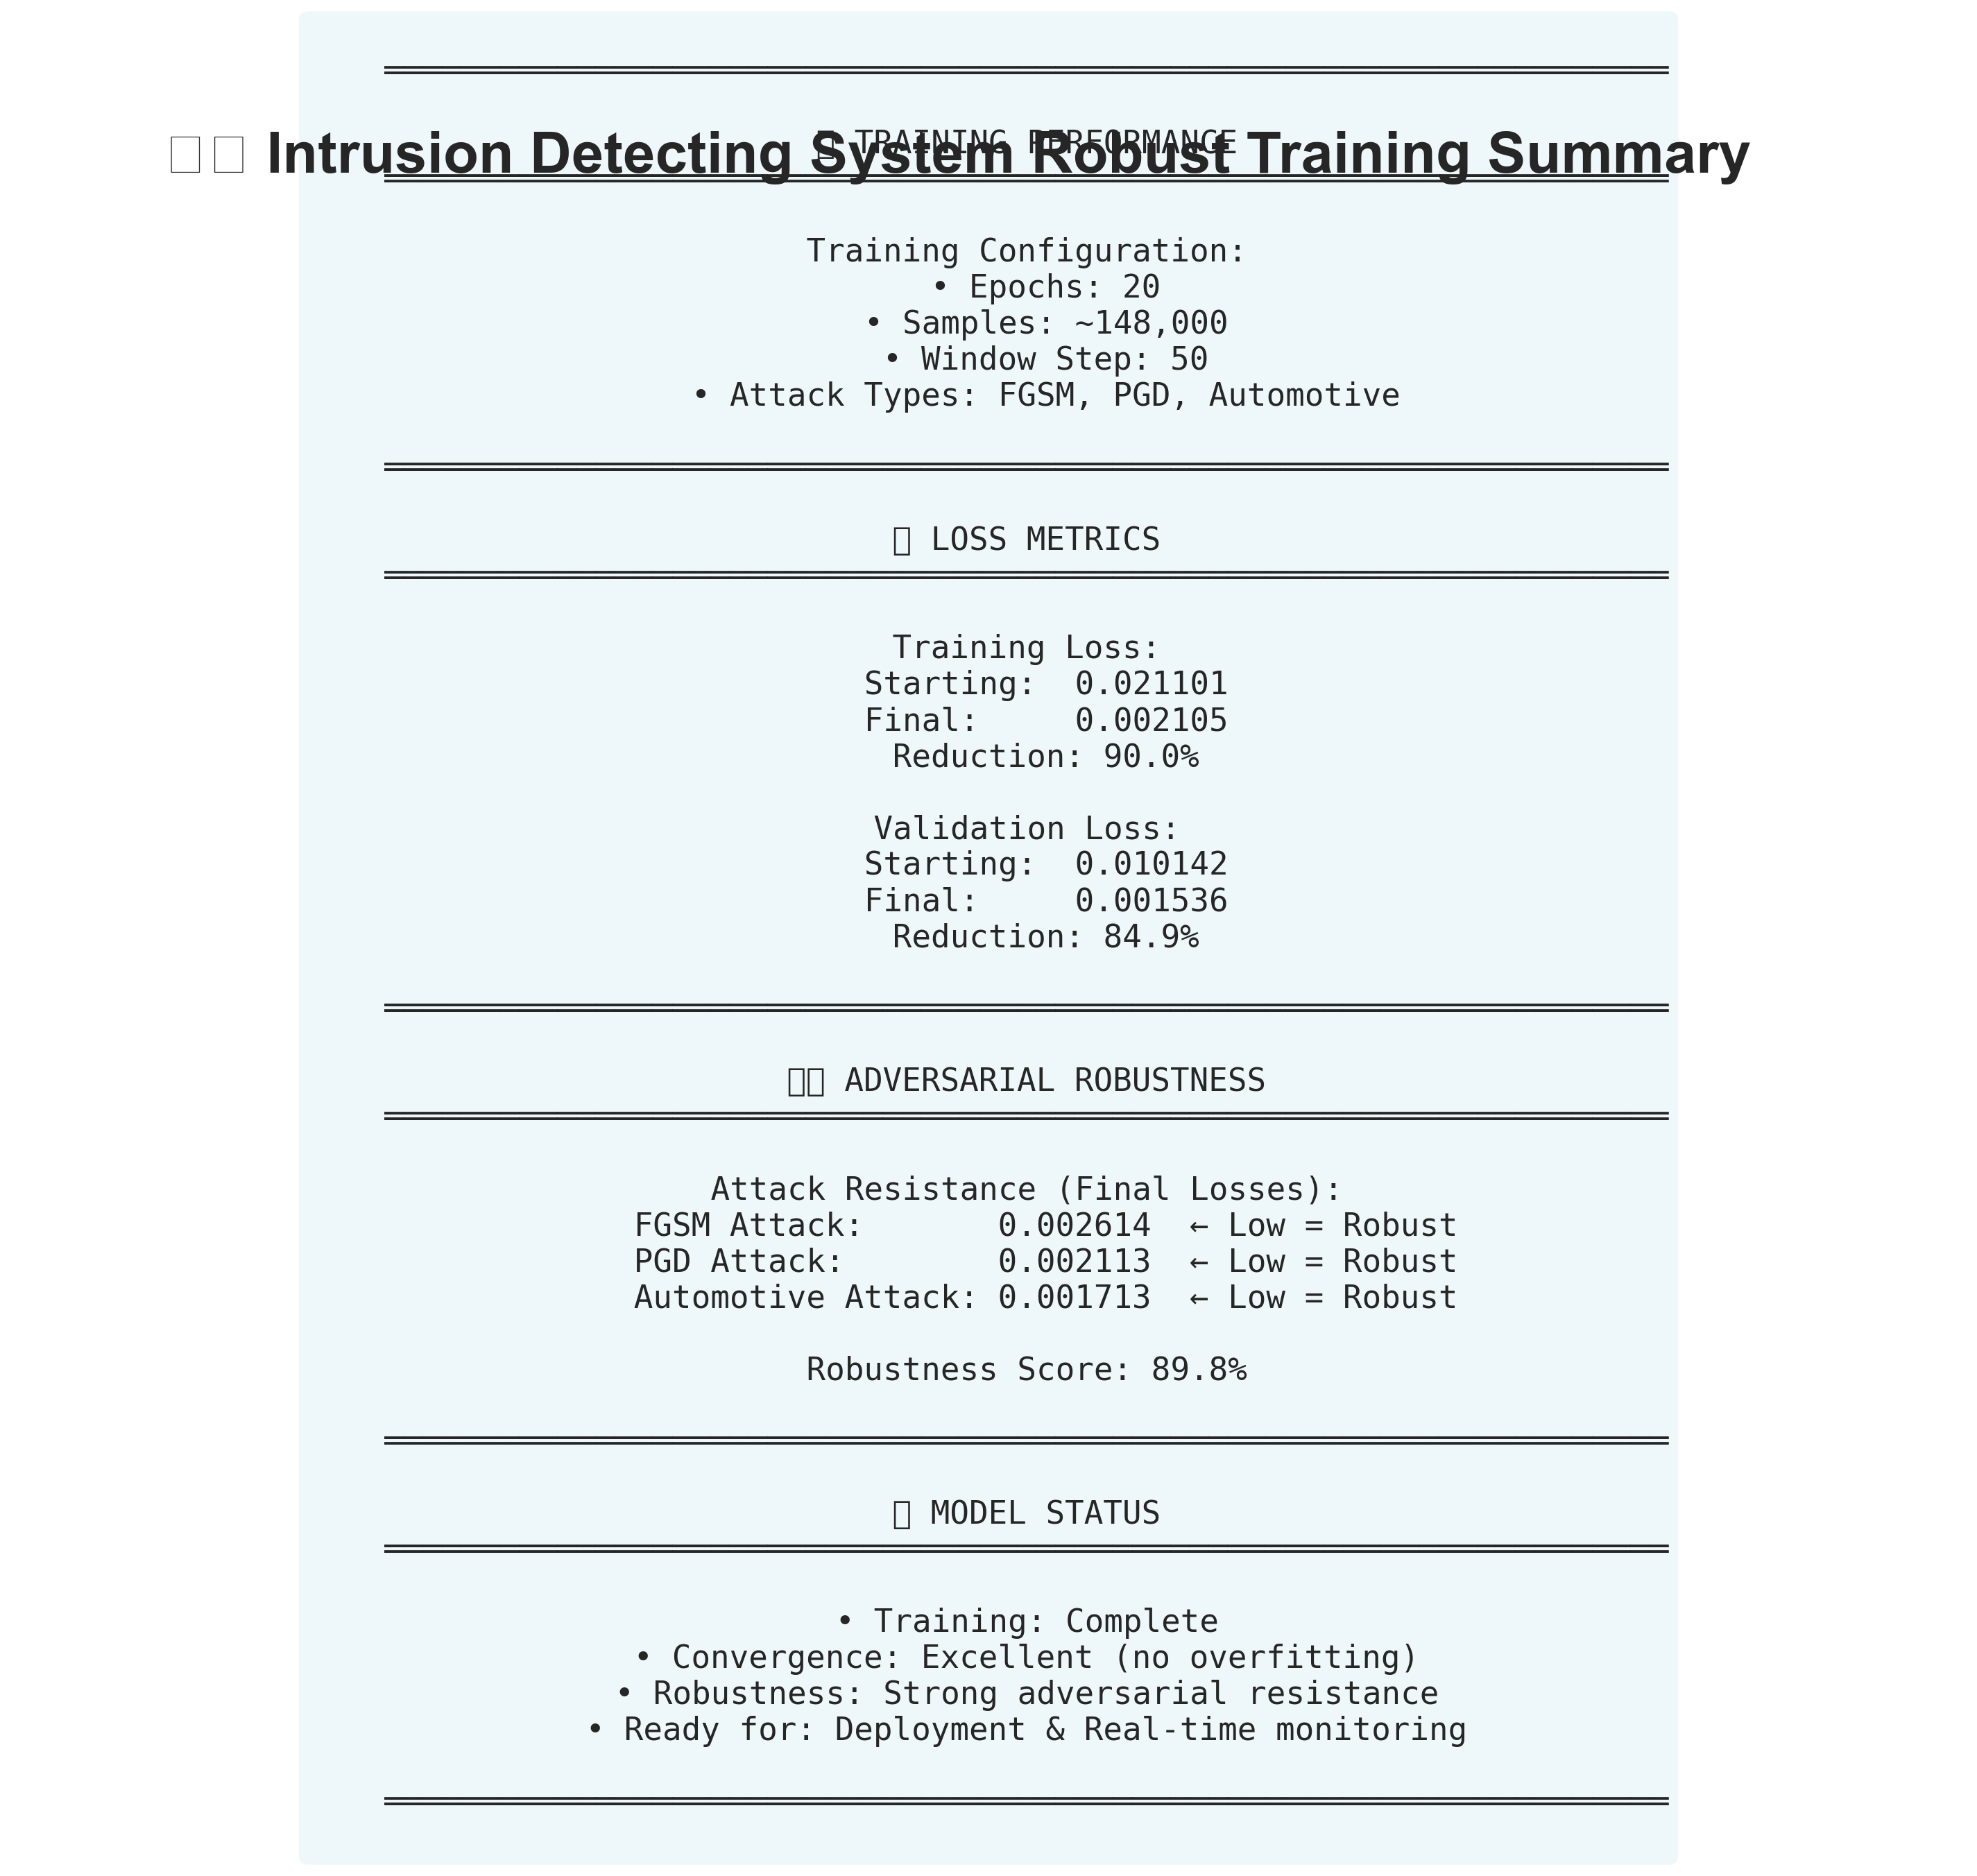 Intrusion Detecting System Robust Training Summary
TRAINING PERFORMANCE
Training Configuration:
• Epochs: 20
• Samples: ~148,000
• Window Step: 50
• Attack Types: FGSM, PGD, Automotive
LOSS METRICS
Training Loss:
Starting:  0.021101
Final:     0.002105
Reduction: 90.0%
Validation Loss:
Starting:  0.010142
Final:     0.001536
Reduction: 84.9%
ADVERSARIAL ROBUSTNESS
Attack Resistance (Final Losses):
FGSM Attack:       0.002614  ← Low = Robust
PGD Attack:        0.002113  ← Low = Robust
Automotive Attack: 0.001713  ← Low = Robust
Robustness Score: 89.8%
MODEL STATUS
• Training: Complete
• Convergence: Excellent (no overfitting)
• Robustness: Strong adversarial resistance
• Ready for: Deployment & Real-time monitoring